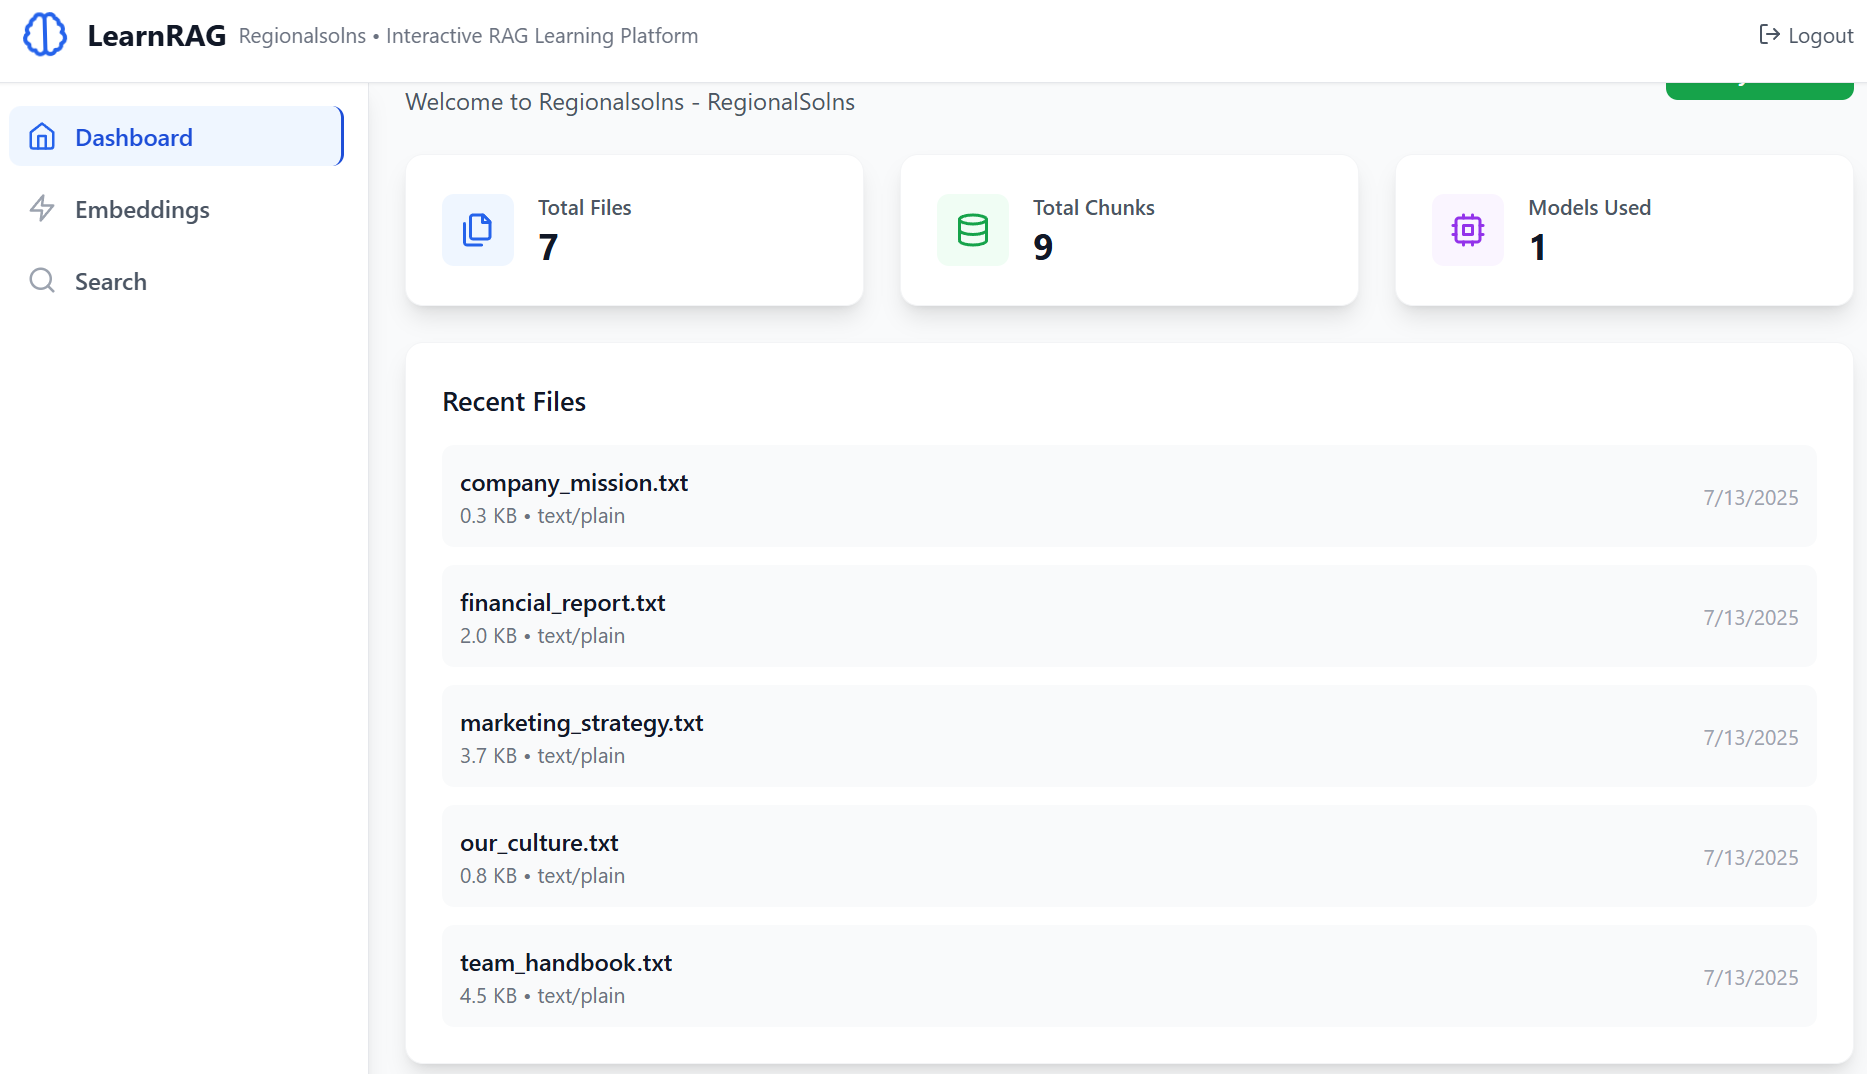 LearnRAG Regionalsolns • Interactive RAG Learning Platform
Logout
Dashboard
Embeddings
Search
Welcome to Regionalsolns - RegionalSolns
Total Files
7
Total Chunks
9
Models Used
1
Recent Files
company_mission.txt
0.3 KB • text/plain
7/13/2025
financial_report.txt
2.0 KB • text/plain
7/13/2025
marketing_strategy.txt
3.7 KB • text/plain
7/13/2025
our_culture.txt
0.8 KB • text/plain
7/13/2025
team_handbook.txt
4.5 KB • text/plain
7/13/2025